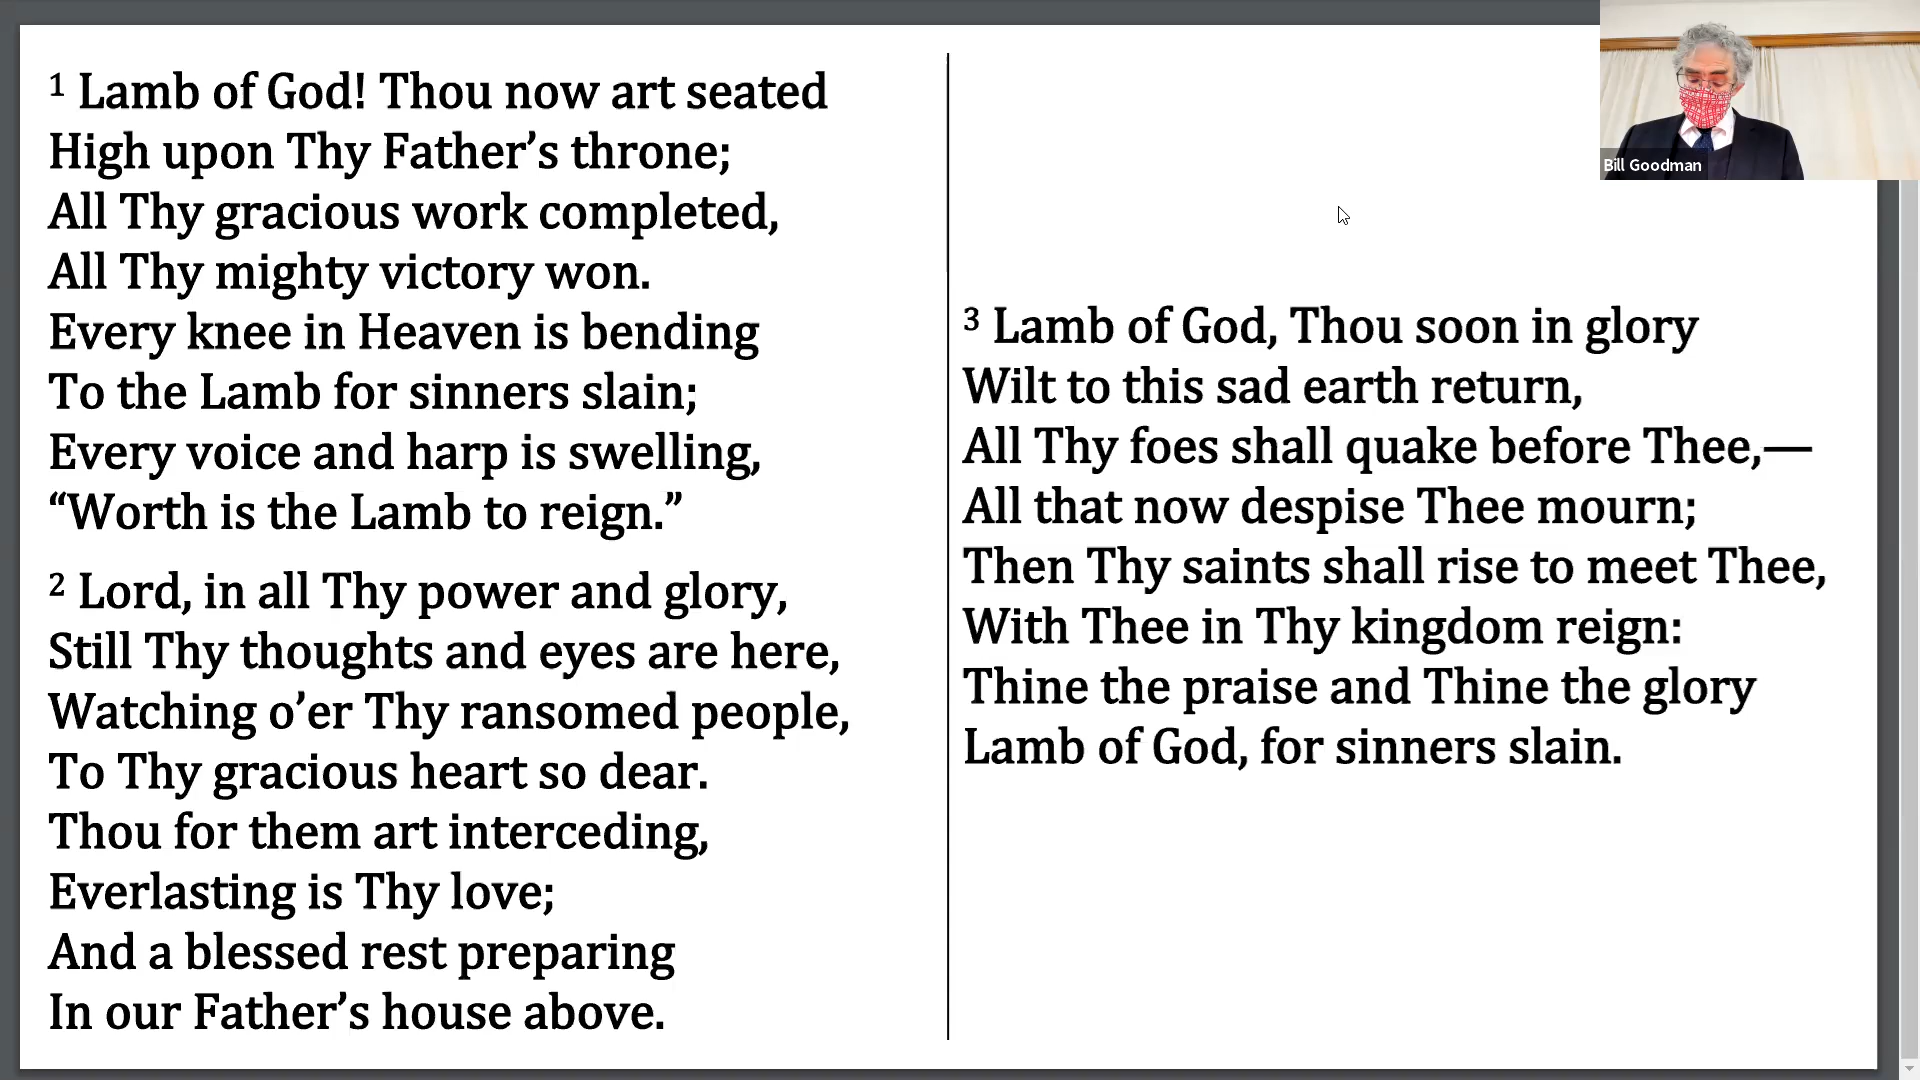 1 Lamb of God! Thou now art seated
High upon Thy Father’s throne;
All Thy gracious work completed,
All Thy mighty victory won.
Every knee in Heaven is bending
To the Lamb for sinners slain;
Every voice and harp is swelling,
“Worth is the Lamb to reign.”
2 Lord, in all Thy power and glory,
Still Thy thoughts and eyes are here,
Watching o’er Thy ransomed people,
To Thy gracious heart so dear.
Thou for them art interceding,
Everlasting is Thy love;
And a blessed rest preparing
In our Father’s house above.
3 Lamb of God, Thou soon in glory
Wilt to this sad earth return,
All Thy foes shall quake before Thee,—
All that now despise Thee mourn;
Then Thy saints shall rise to meet Thee,
With Thee in Thy kingdom reign:
Thine the praise and Thine the glory
Lamb of God, for sinners slain.
Bill Goodman